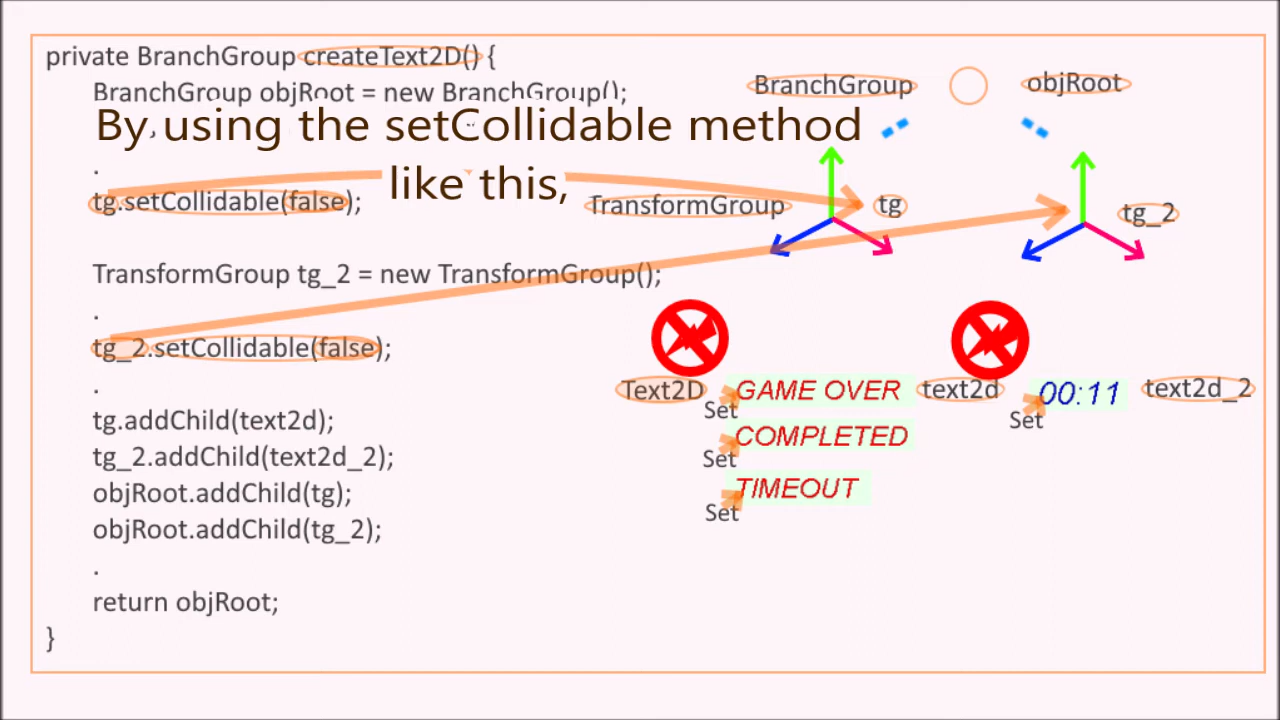 private BranchGroup createText2D() {
BranchGroup objRoot = new BranchGroup();
By using the setCollidable method
like this,
.
tg.setCollidable(false);
TransformGroup tg_2 = new TransformGroup();
.
tg_2.setCollidable(false);
.
tg.addChild(text2d);
tg_2.addChild(text2d_2);
objRoot.addChild(tg);
objRoot.addChild(tg_2);
.
return objRoot;
}
BranchGroup
objRoot
TransformGroup
tg
tg_2
Text2D
GAME OVER
text2d
00:11
text2d_2
Set
Set
COMPLETED
Set
TIMEOUT
Set